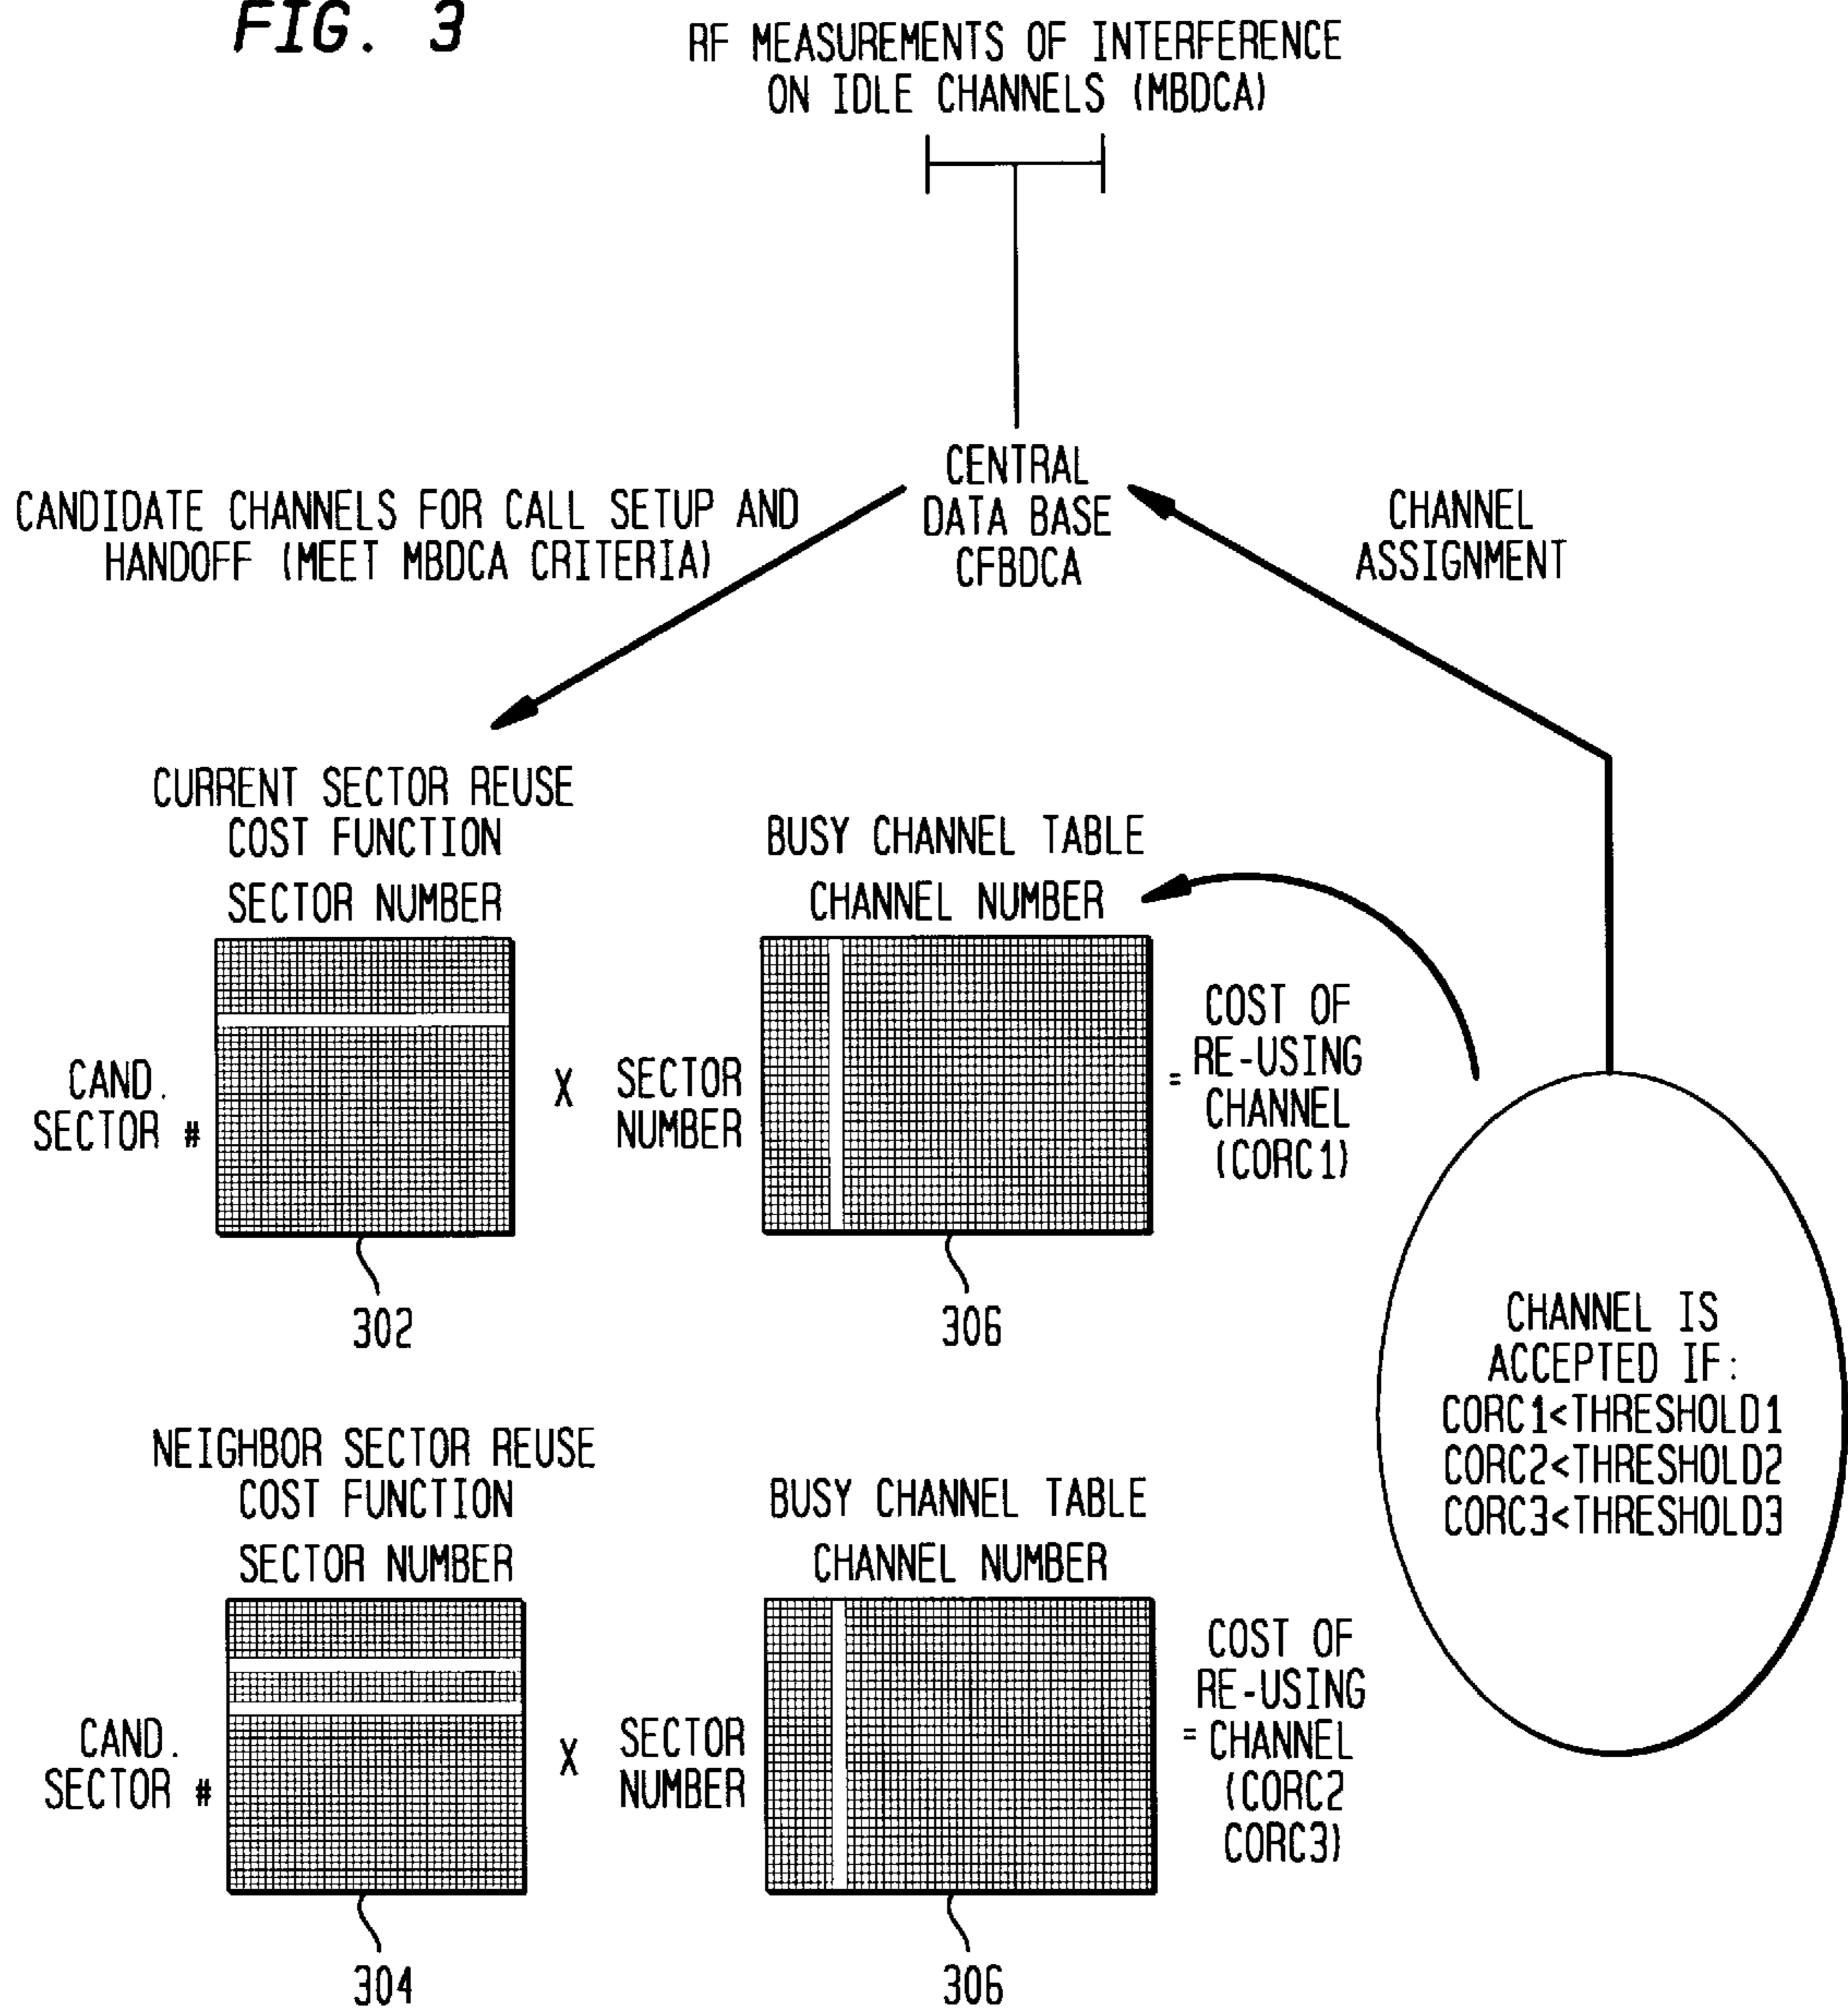 FIG. 3
RF MEASUREMENTS OF INTERFERENCE
ON IDLE CHANNELS (MBDCA)
CENTRAL
DATA BASE
CFBDCA
CANDIDATE CHANNELS FOR CALL SETUP AND
HANDOFF (MEET MBDCA CRITERIA)
CHANNEL
ASSIGNMENT
CURRENT SECTOR REUSE
COST FUNCTION
SECTOR NUMBER
CAND.
SECTOR #
302
X
BUSY CHANNEL TABLE
CHANNEL NUMBER
SECTOR
NUMBER
306
=
COST OF
RE-USING
CHANNEL
(CORC1)
CHANNEL IS
ACCEPTED IF:
CORC1<THRESHOLD1
CORC2<THRESHOLD2
CORC3<THRESHOLD3
NEIGHBOR SECTOR REUSE
COST FUNCTION
SECTOR NUMBER
CAND.
SECTOR #
304
X
BUSY CHANNEL TABLE
CHANNEL NUMBER
SECTOR
NUMBER
306
=
COST OF
RE-USING
CHANNEL
(CORC2
CORC3)